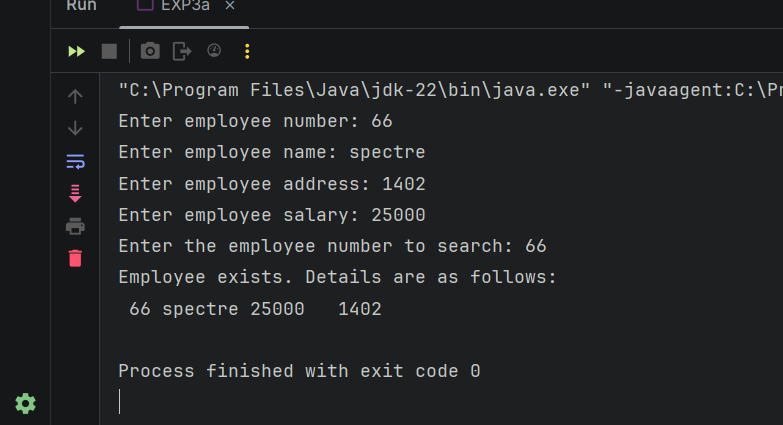 Run EXP3a
"C:\Program Files\Java\jdk-22\bin\java.exe" "-javaagent:C:\Pr
Enter employee number: 66
Enter employee name: spectre
Enter employee address: 1402
Enter employee salary: 25000
Enter the employee number to search: 66
Employee exists. Details are as follows:
 66 spectre 25000   1402
Process finished with exit code 0